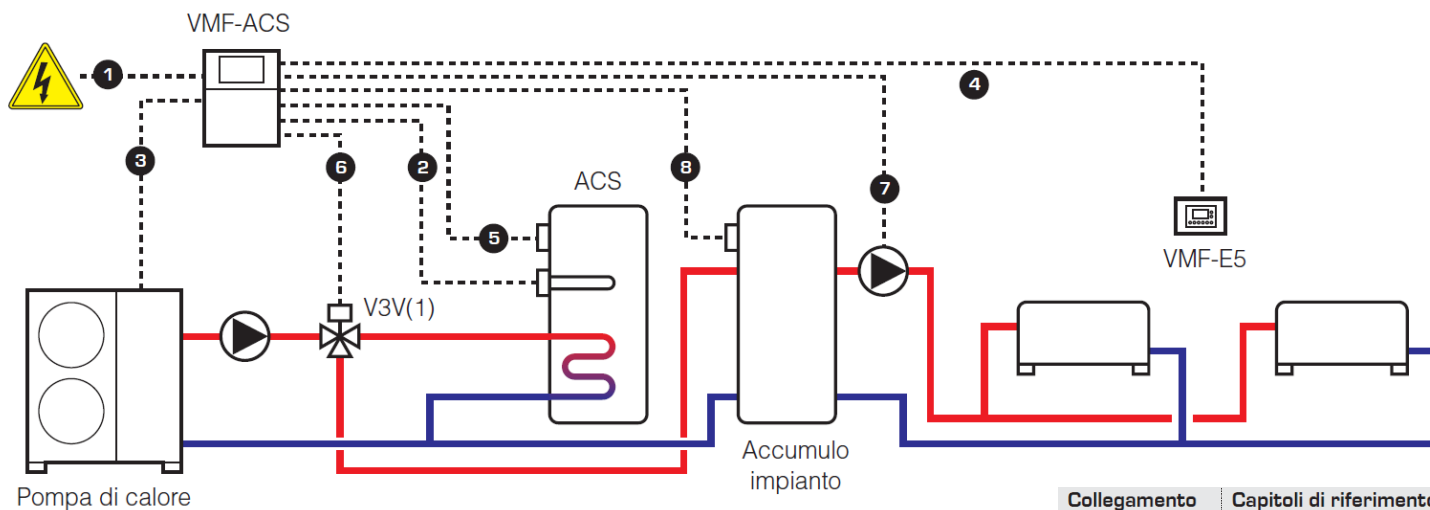 VMF-ACS
1
4
3
6
2
8
7
ACS
5
VMF-E5
V3V(1)
Accumulo
impianto
Pompa di calore
Collegamento Capitoli di riferimento